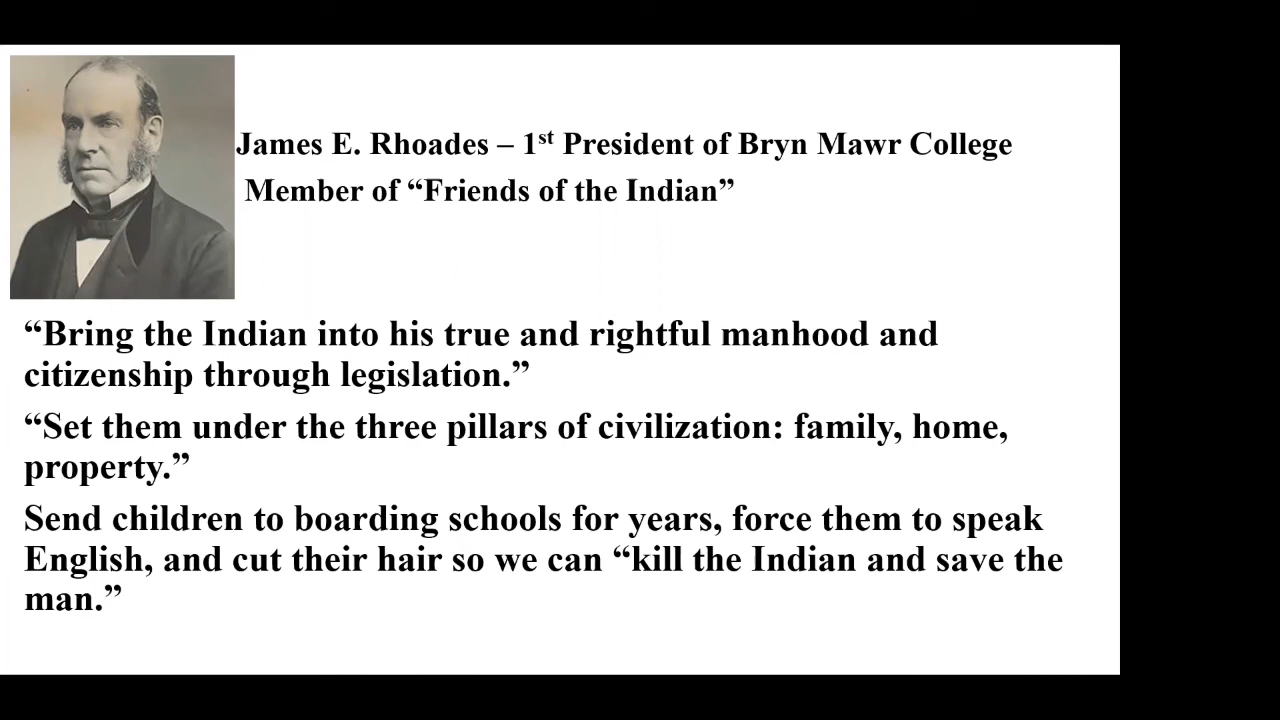 James E. Rhoades – 1st President of Bryn Mawr College
Member of “Friends of the Indian”
“Bring the Indian into his true and rightful manhood and
citizenship through legislation.”
“Set them under the three pillars of civilization: family, home,
property.”
Send children to boarding schools for years, force them to speak
English, and cut their hair so we can “kill the Indian and save the
man.”